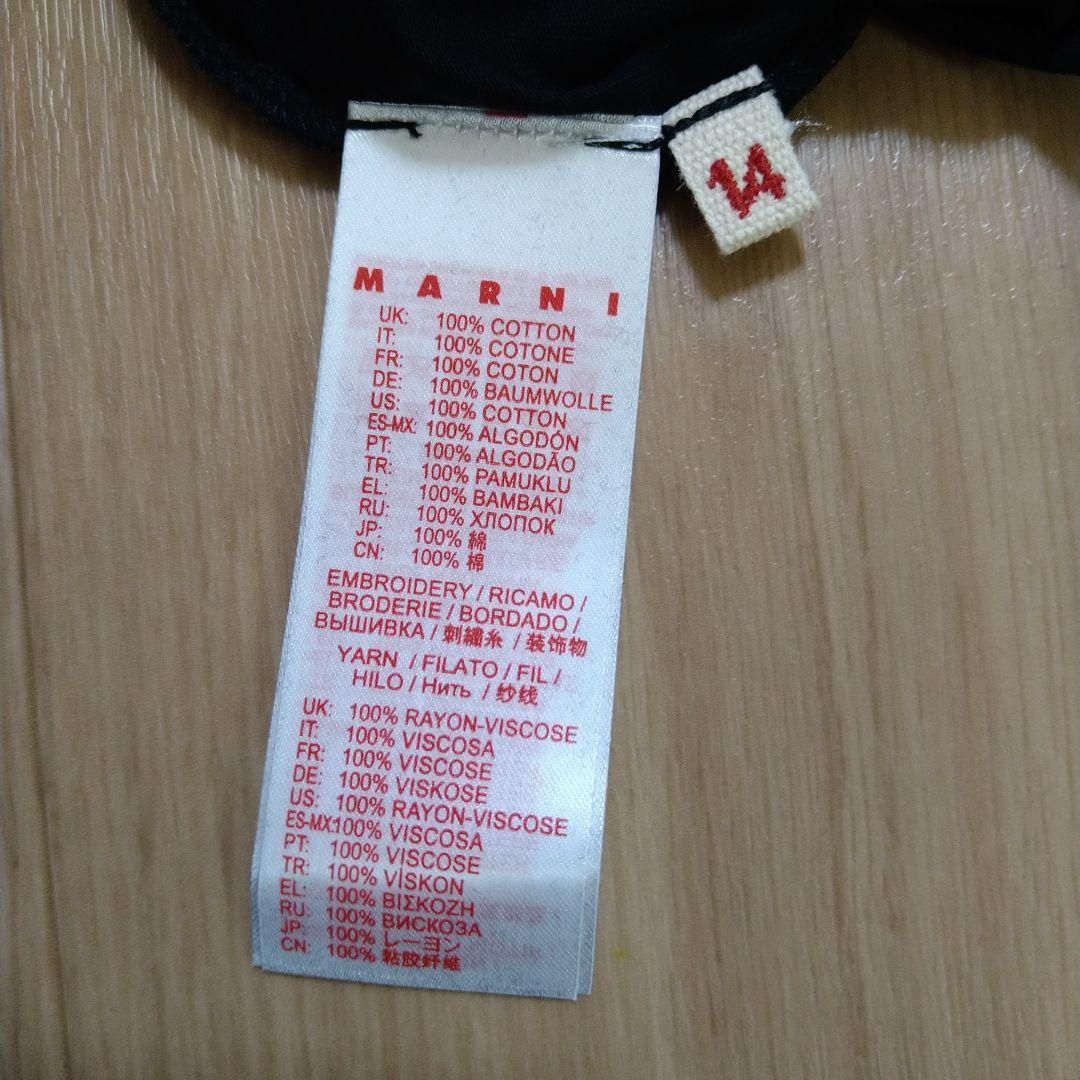 14
MARNI
UK: 100% COTTON
IT: 100% COTONE
FR: 100% COTON
DE: 100% BAUMWOLLE
US: 100% COTTON
ES-MX: 100% ALGODÓN
PT: 100% ALGODÃO
TR: 100% PAMUKLU
EL: 100% BAMBAKI
RU: 100% ХЛОПОК
JP: 100% 綿
CN: 100% 棉
EMBROIDERY / RICAMO /
BRODERIE / BORDADO /
ВЫШИВКА / 刺繍糸 / 装饰物
YARN / FILATO / FIL /
HILO / Нить / 纱线
UK: 100% RAYON-VISCOSE
IT: 100% VISCOSA
FR: 100% VISCOSE
DE: 100% VISKOSE
US: 100% RAYON-VISCOSE
ES-MX: 100% VISCOSA
PT: 100% VISCOSE
TR: 100% VİSKON
EL: 100% ΒΙΣΚΟΖΗ
RU: 100% ВИСКОЗА
JP: 100% レーヨン
CN: 100% 粘胶纤维